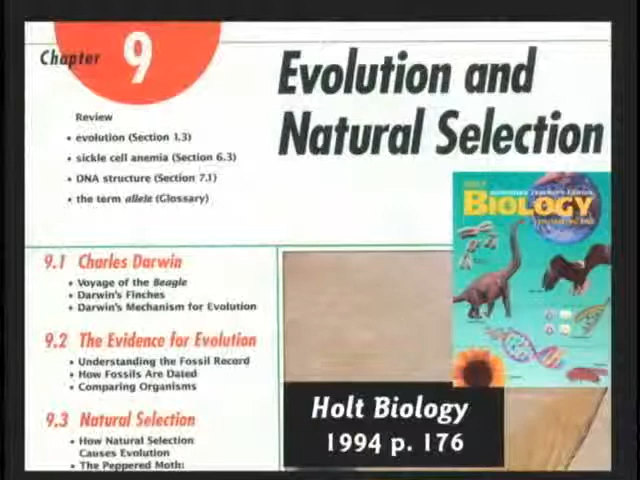 Chapter 9
Evolution and
Natural Selection
Review
• evolution (Section 1.3)
• sickle cell anemia (Section 6.3)
• DNA structure (Section 7.1)
• the term allele (Glossary)
BIOLOGY
9.1 Charles Darwin
• Voyage of the Beagle
• Darwin's Finches
• Darwin's Mechanism for Evolution
9.2 The Evidence for Evolution
• Understanding the Fossil Record
• How Fossils Are Dated
• Comparing Organisms
9.3 Natural Selection
• How Natural Selection
Causes Evolution
• The Peppered Moth:
Holt Biology
1994 p. 176